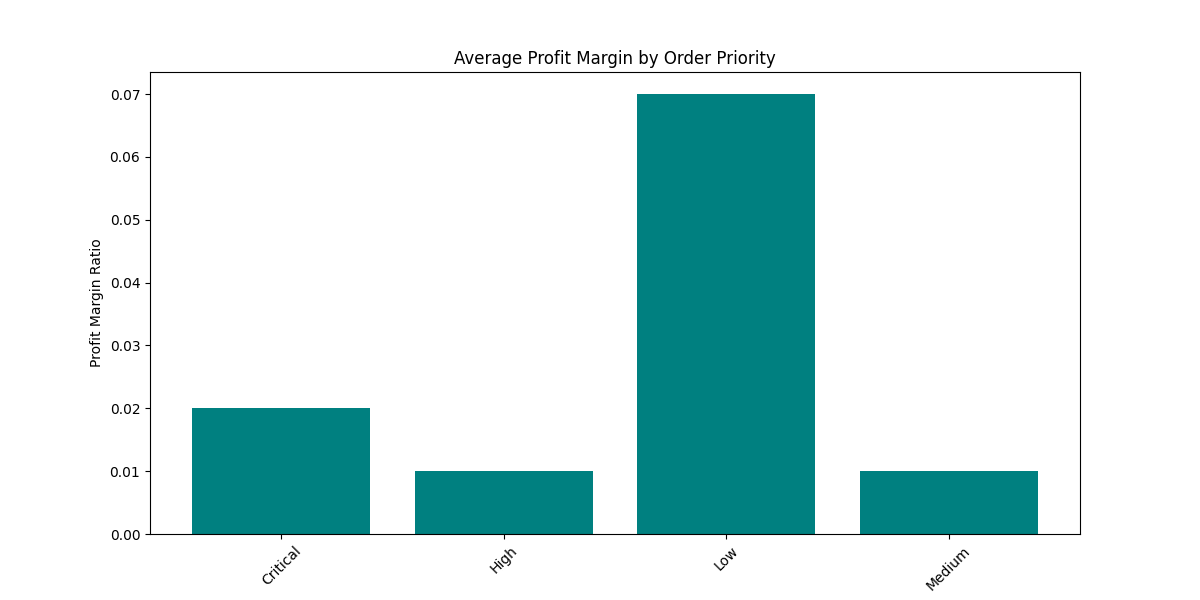 Average Profit Margin by Order Priority
Profit Margin Ratio
0.07
0.06
0.05
0.04
0.03
0.02
0.01
0.00
Critical
High
Low
Medium